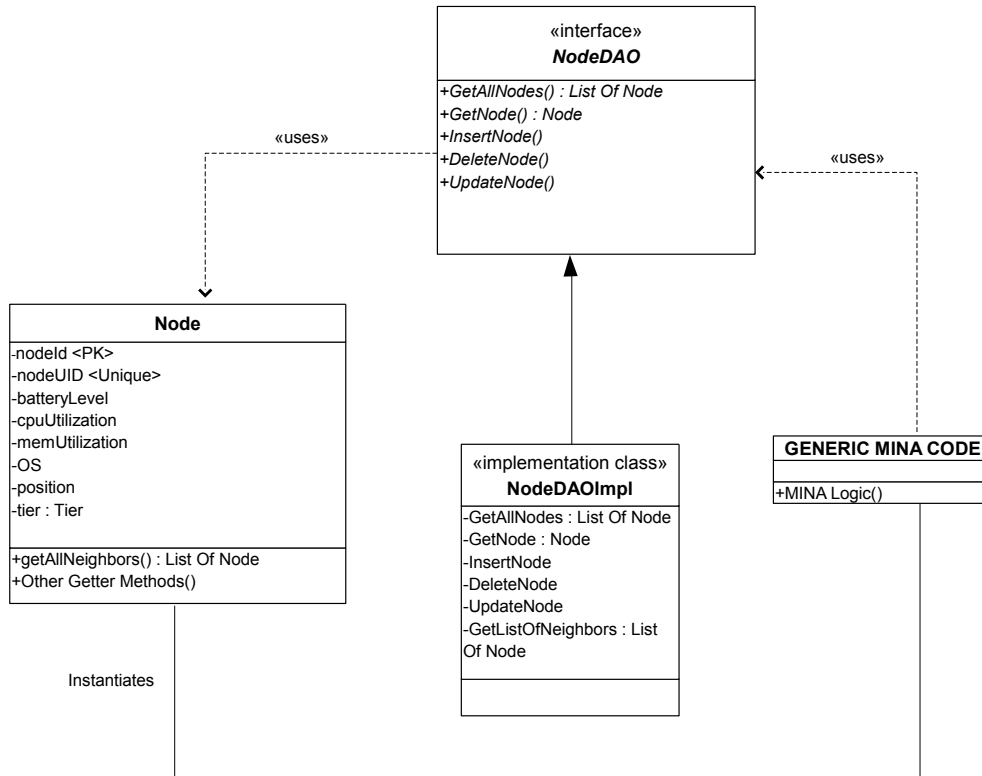 «interface»
NodeDAO
+GetAllNodes() : List Of Node
+GetNode() : Node
+InsertNode()
+DeleteNode()
+UpdateNode()
«uses»
«uses»
Node
-nodeId <PK>
-nodeUID <Unique>
-batteryLevel
-cpuUtilization
-memUtilization
-OS
-position
-tier : Tier
+getAllNeighbors() : List Of Node
+Other Getter Methods()
«implementation class»
NodeDAOImpl
-GetAllNodes : List Of Node
-GetNode : Node
-InsertNode
-DeleteNode
-UpdateNode
-GetListOfNeighbors : List
Of Node
GENERIC MINA CODE
+MINA Logic()
Instantiates